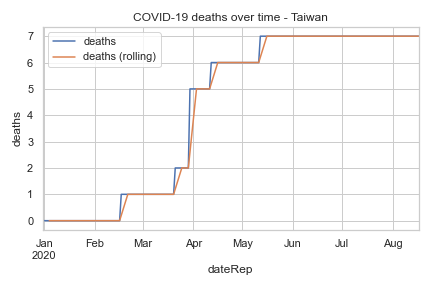 COVID-19 deaths over time - Taiwan
deaths
deaths (rolling)
7
6
5
4
3
2
1
0
deaths
Jan Feb Mar Apr May Jun Jul Aug
2020
dateRep